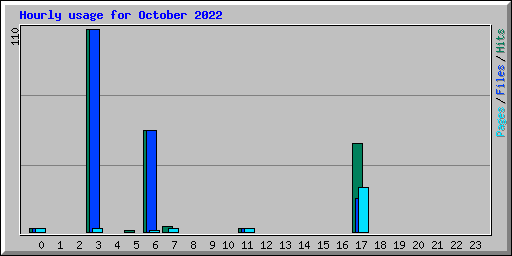 Hourly usage for October 2022
110
Pages/Files/Hits
0 1 2 3 4 5 6 7 8 9 10 11 12 13 14 15 16 17 18 19 20 21 22 23